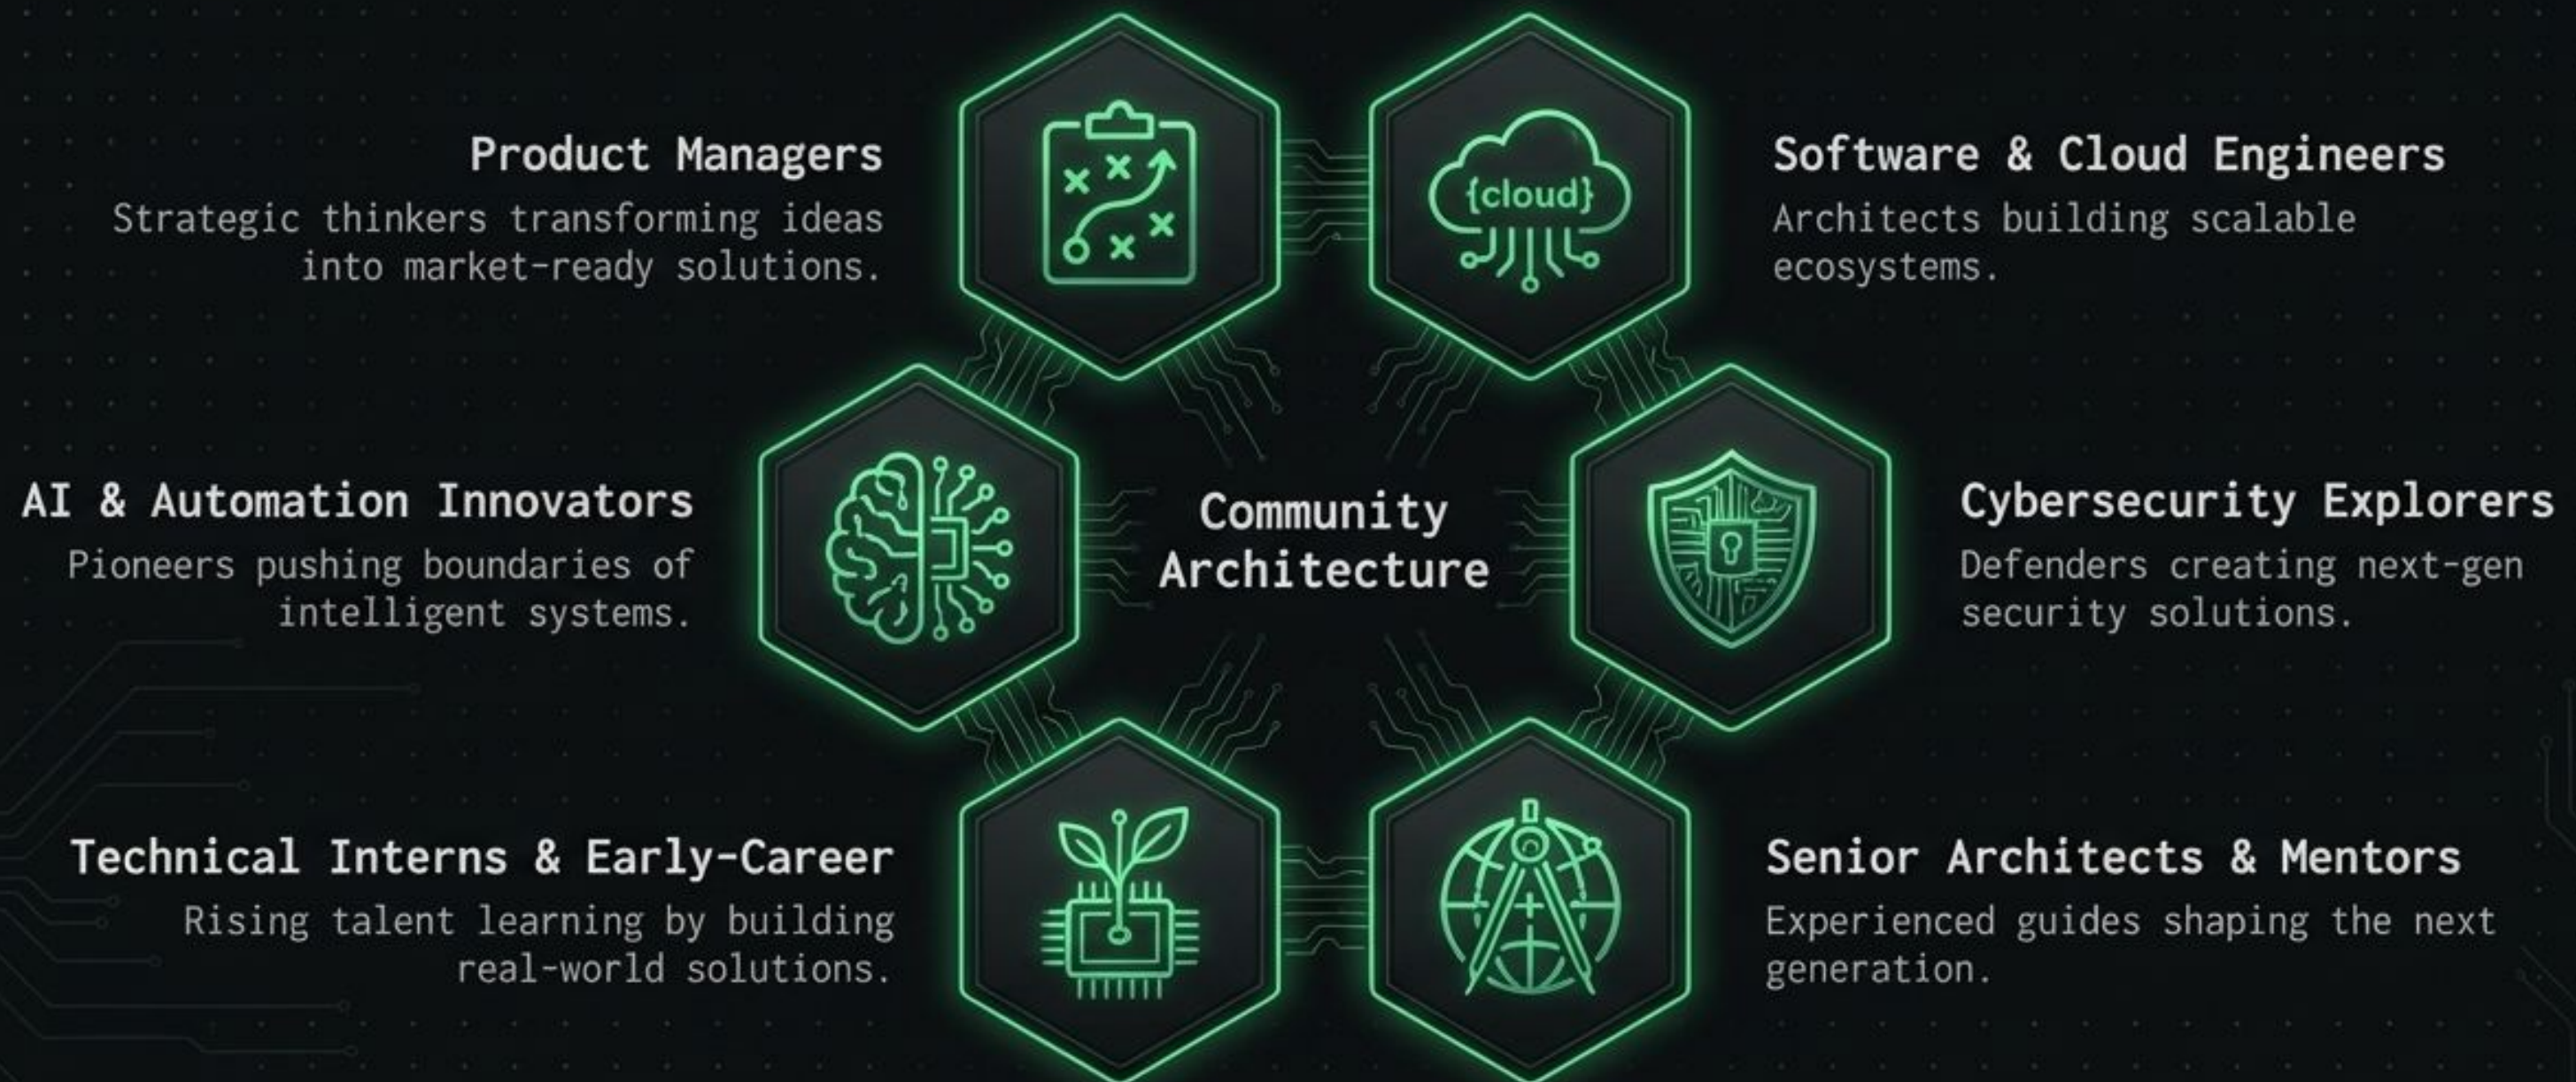 Product Managers
Strategic thinkers transforming ideas
into market-ready solutions.
{cloud}
Software & Cloud Engineers
Architects building scalable
ecosystems.
AI & Automation Innovators
Pioneers pushing boundaries of
intelligent systems.
Community
Architecture
Cybersecurity Explorers
Defenders creating next-gen
security solutions.
Technical Interns & Early-Career
Rising talent learning by building
real-world solutions.
Senior Architects & Mentors
Experienced guides shaping the next
generation.